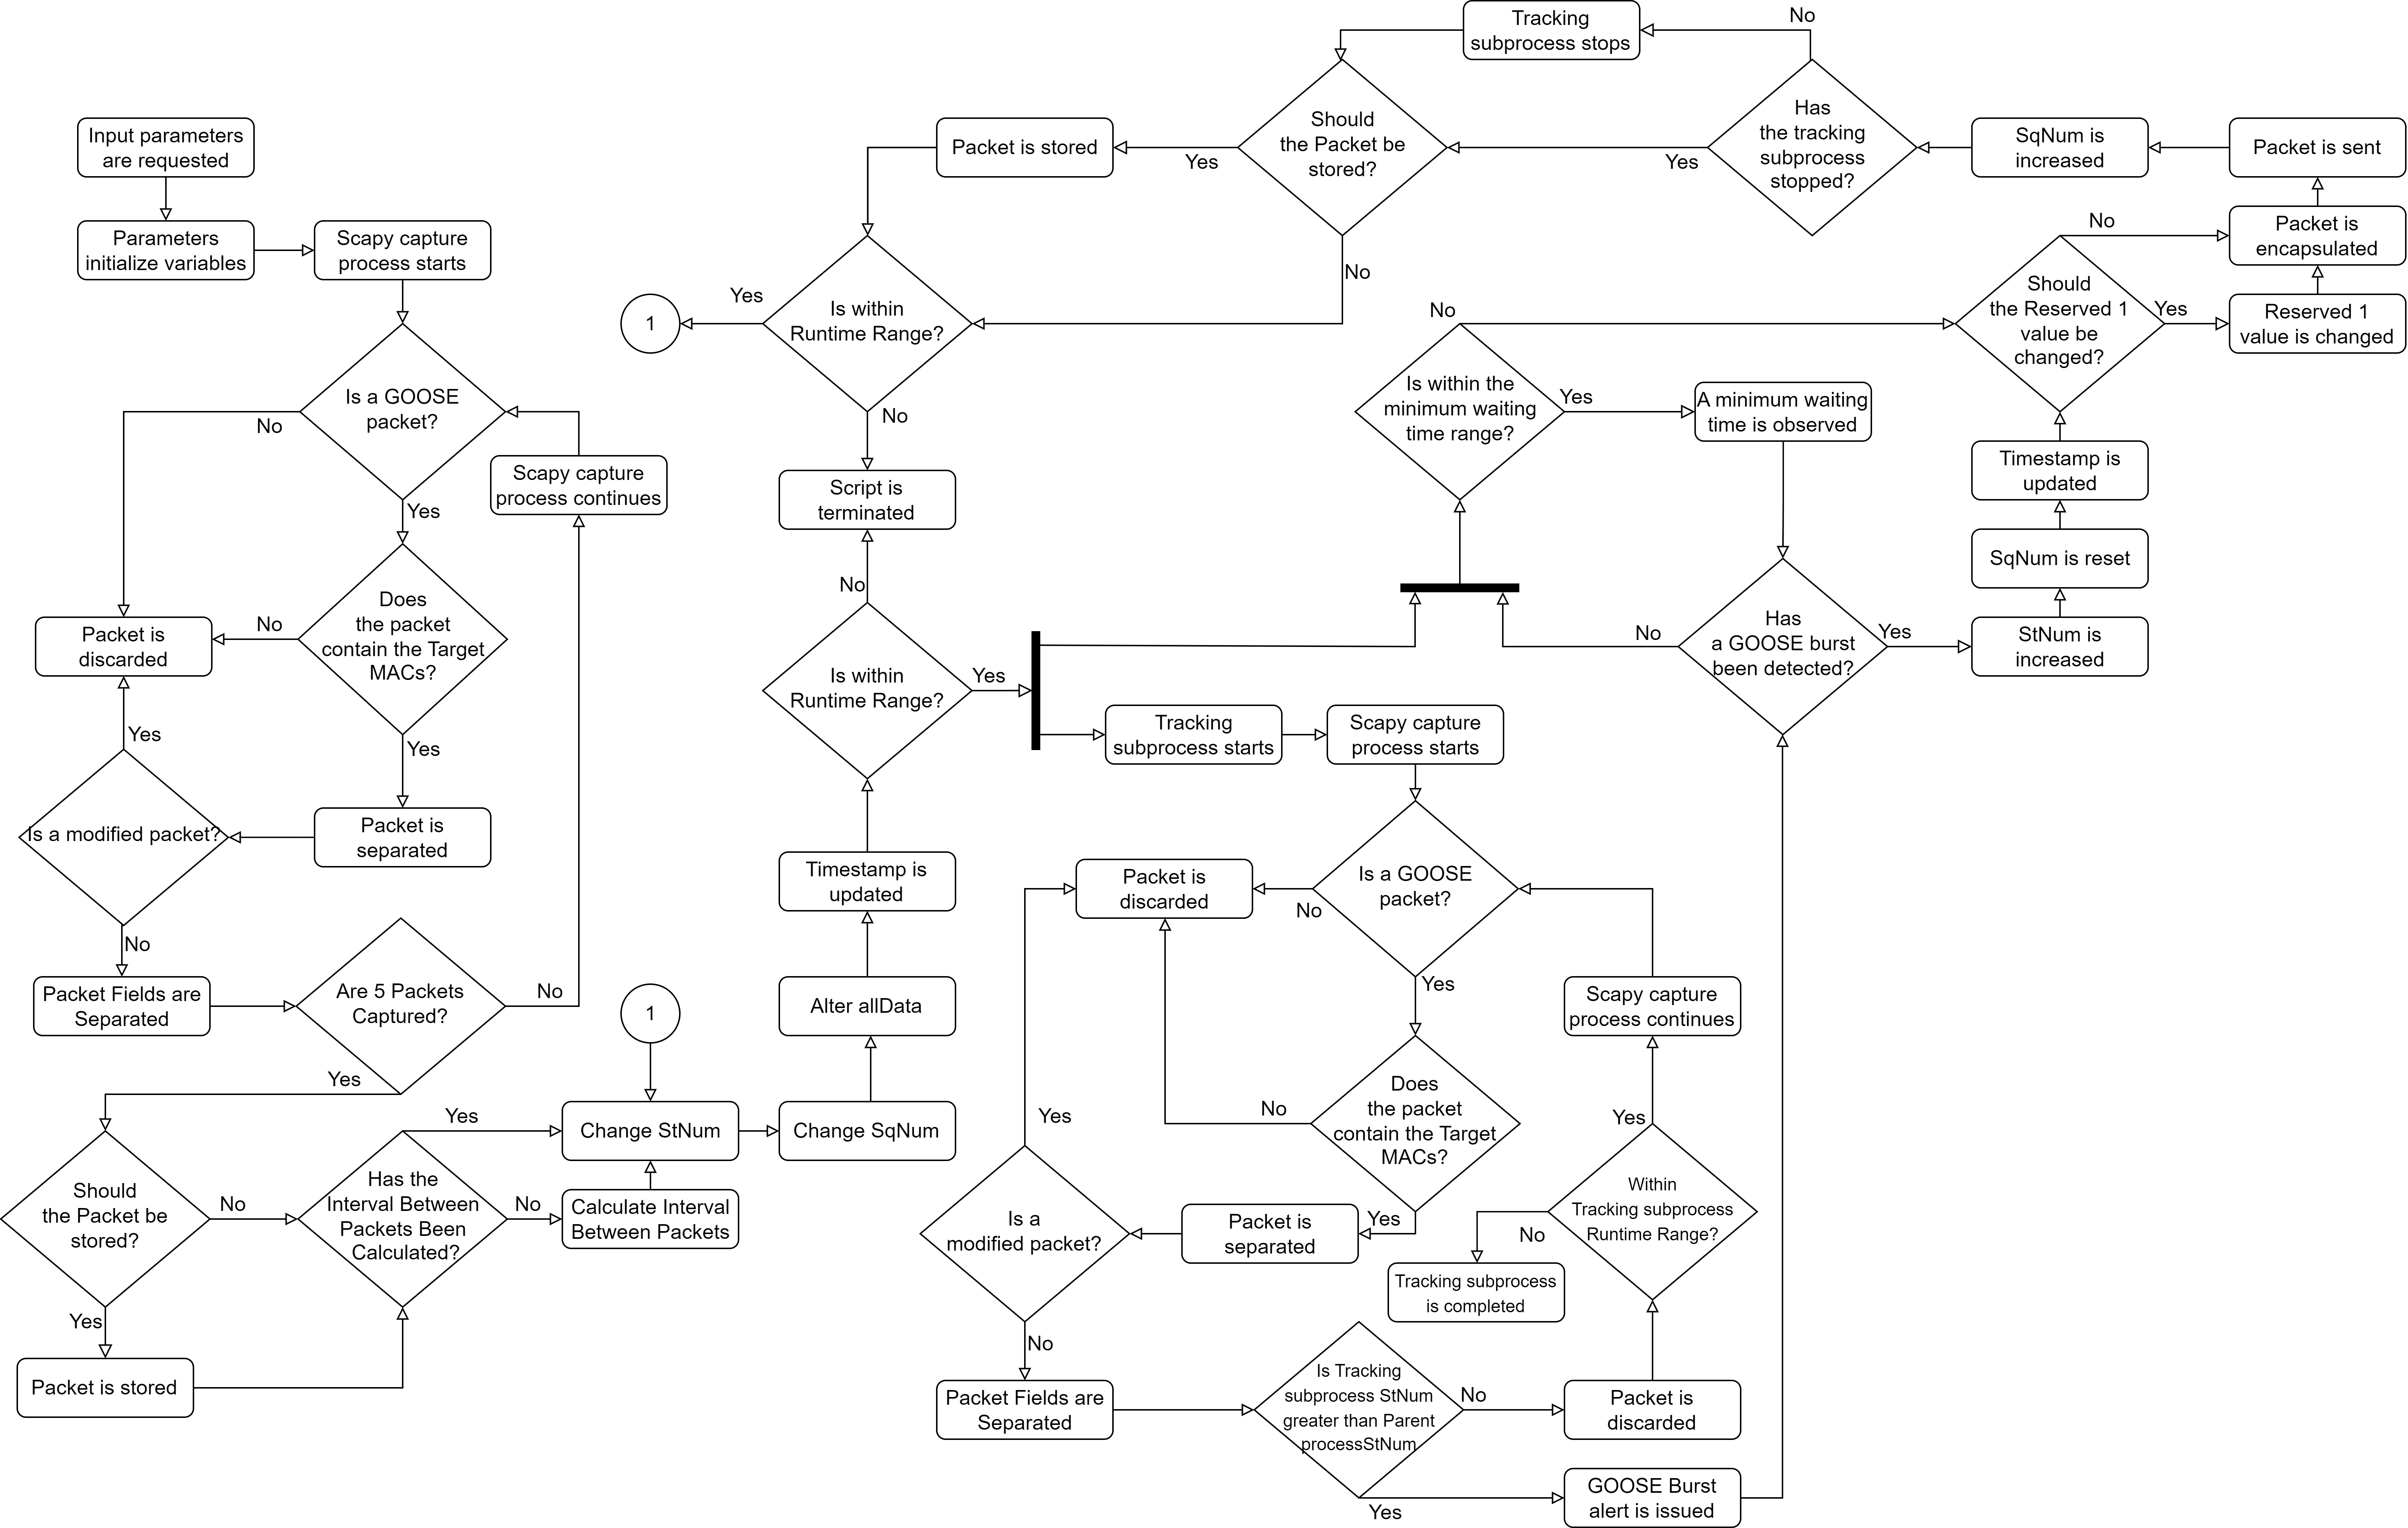 Input parameters
are requested
Parameters
initialize variables
Scapy capture
process starts
Is a GOOSE
packet?
No
Yes
Scapy capture
process continues
Does
the packet
contain the Target
MACs?
No
Yes
Packet is
discarded
Yes
Is a modified packet?
Packet is
separated
No
Packet Fields are
Separated
Are 5 Packets
Captured?
No
Yes
Should
the Packet be
stored?
No
Yes
Packet is stored
Has the
Interval Between
Packets Been
Calculated?
Yes
No
Calculate Interval
Between Packets
1
Change StNum
Change SqNum
Alter allData
Timestamp is
updated
Is within
Runtime Range?
No
Yes
Script is
terminated
Tracking
subprocess starts
Scapy capture
process starts
Is a GOOSE
packet?
No
Yes
Packet is
discarded
Does
the packet
contain the Target
MACs?
No
Yes
Packet is
separated
Is a
modified packet?
Yes
No
Packet Fields are
Separated
Is Tracking
subprocess StNum
greater than Parent
processStNum
No
Yes
Packet is
discarded
GOOSE Burst
alert is issued
Within
Tracking subprocess
Runtime Range?
Yes
No
Tracking subprocess
is completed
Scapy capture
process continues
Is within the
minimum waiting
time range?
No
Yes
A minimum waiting
time is observed
Has
a GOOSE burst
been detected?
No
Yes
StNum is
increased
SqNum is reset
Timestamp is
updated
Should
the Reserved 1
value be
changed?
No
Yes
Reserved 1
value is changed
Packet is
encapsulated
Packet is sent
SqNum is
increased
Has
the tracking
subprocess
stopped?
No
Yes
Tracking
subprocess stops
Should
the Packet be
stored?
Yes
No
Packet is stored
Is within
Runtime Range?
Yes
No
1